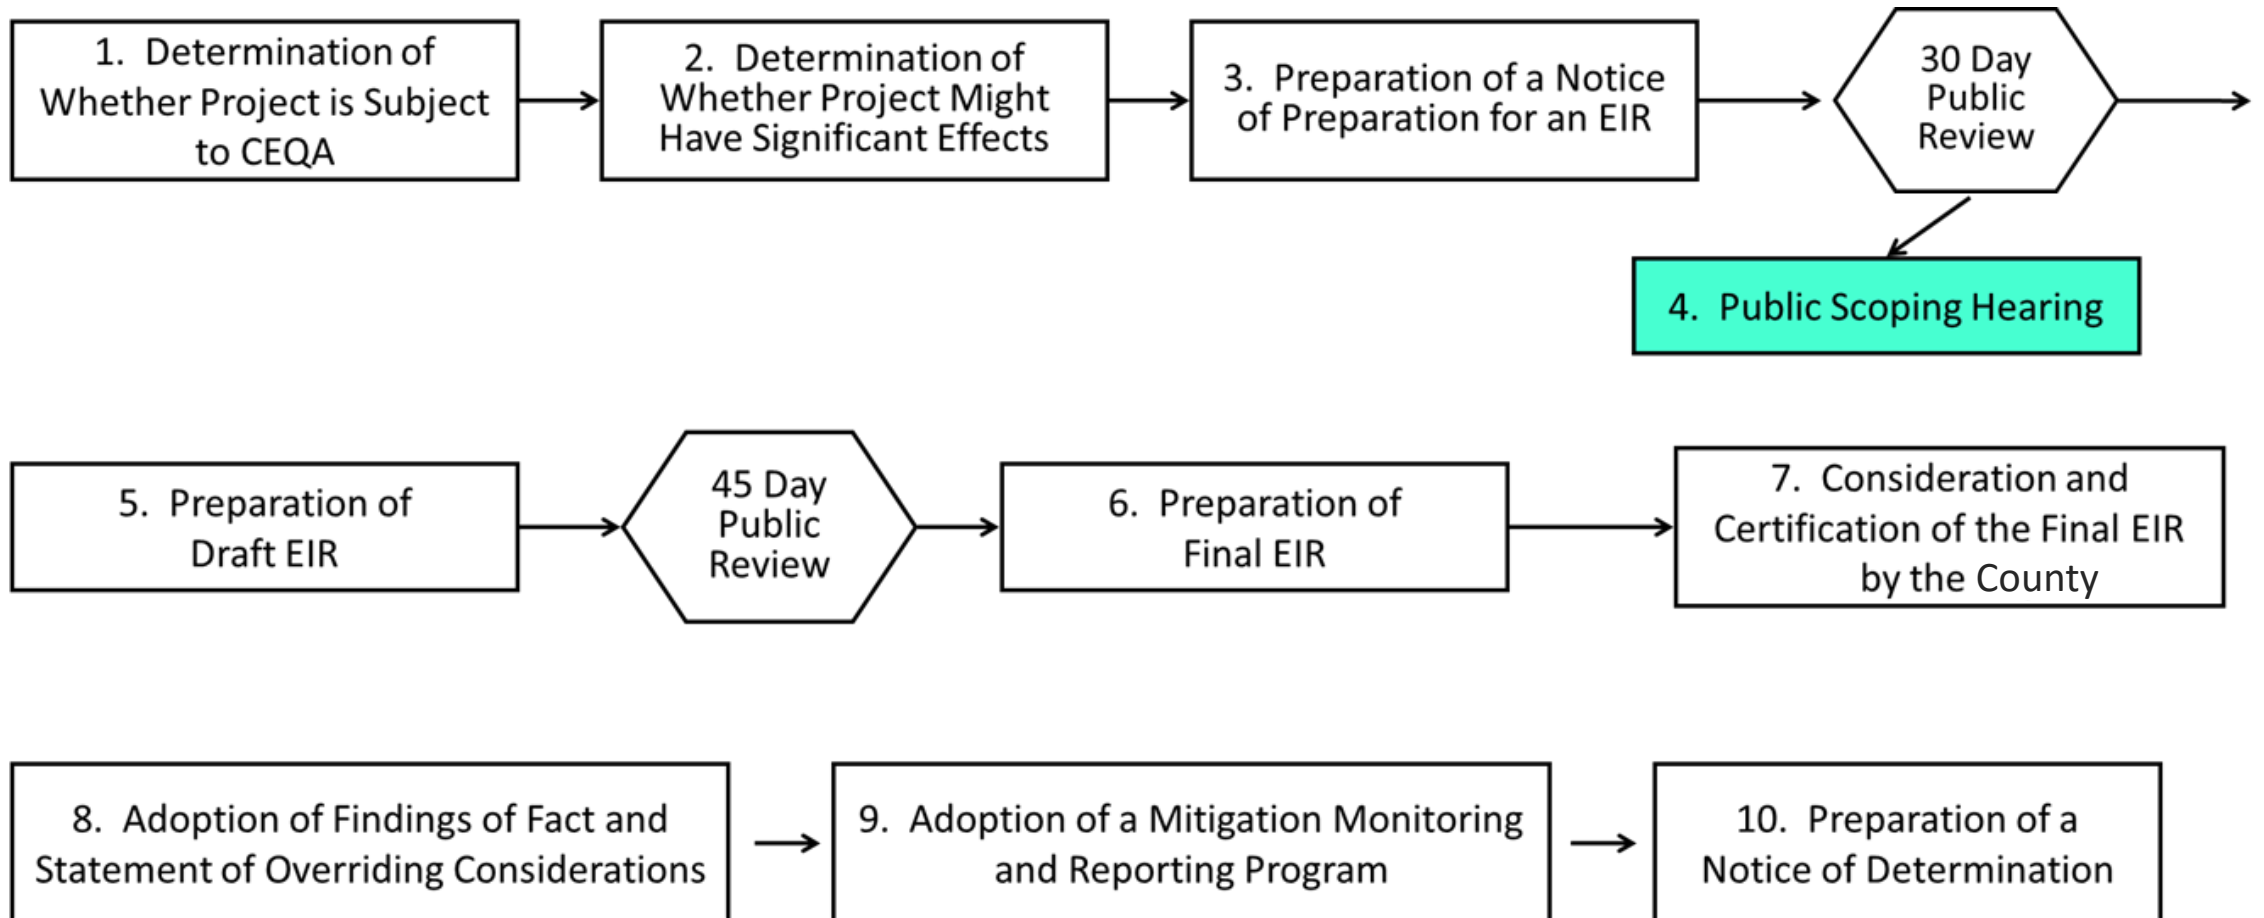 1. Determination of
Whether Project is Subject
to CEQA
2. Determination of
Whether Project Might
Have Significant Effects
3. Preparation of a Notice
of Preparation for an EIR
30 Day
Public
Review
4. Public Scoping Hearing
5. Preparation of
Draft EIR
45 Day
Public
Review
6. Preparation of
Final EIR
7. Consideration and
Certification of the Final EIR
by the County
8. Adoption of Findings of Fact and
Statement of Overriding Considerations
9. Adoption of a Mitigation Monitoring
and Reporting Program
10. Preparation of a
Notice of Determination